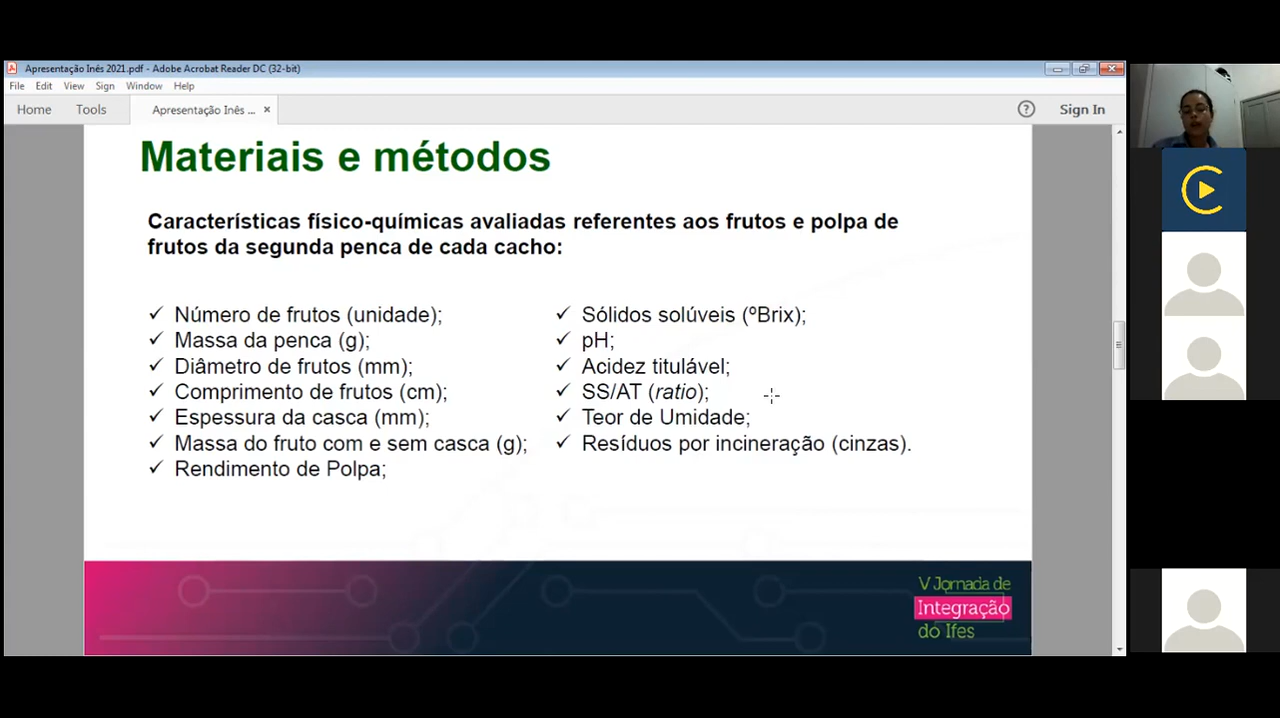 Apresentação Inês 2021.pdf - Adobe Acrobat Reader DC (32-bit)
File Edit View Sign Window Help
Home Tools Apresentação Inês ... × ? Sign In
Materiais e métodos
Características físico-químicas avaliadas referentes aos frutos e polpa de
frutos da segunda penca de cada cacho:
✓ Número de frutos (unidade);
✓ Massa da penca (g);
✓ Diâmetro de frutos (mm);
✓ Comprimento de frutos (cm);
✓ Espessura da casca (mm);
✓ Massa do fruto com e sem casca (g);
✓ Rendimento de Polpa;
✓ Sólidos solúveis (ºBrix);
✓ pH;
✓ Acidez titulável;
✓ SS/AT (ratio);
✓ Teor de Umidade;
✓ Resíduos por incineração (cinzas).
V Jornada de
Integração
do Ifes